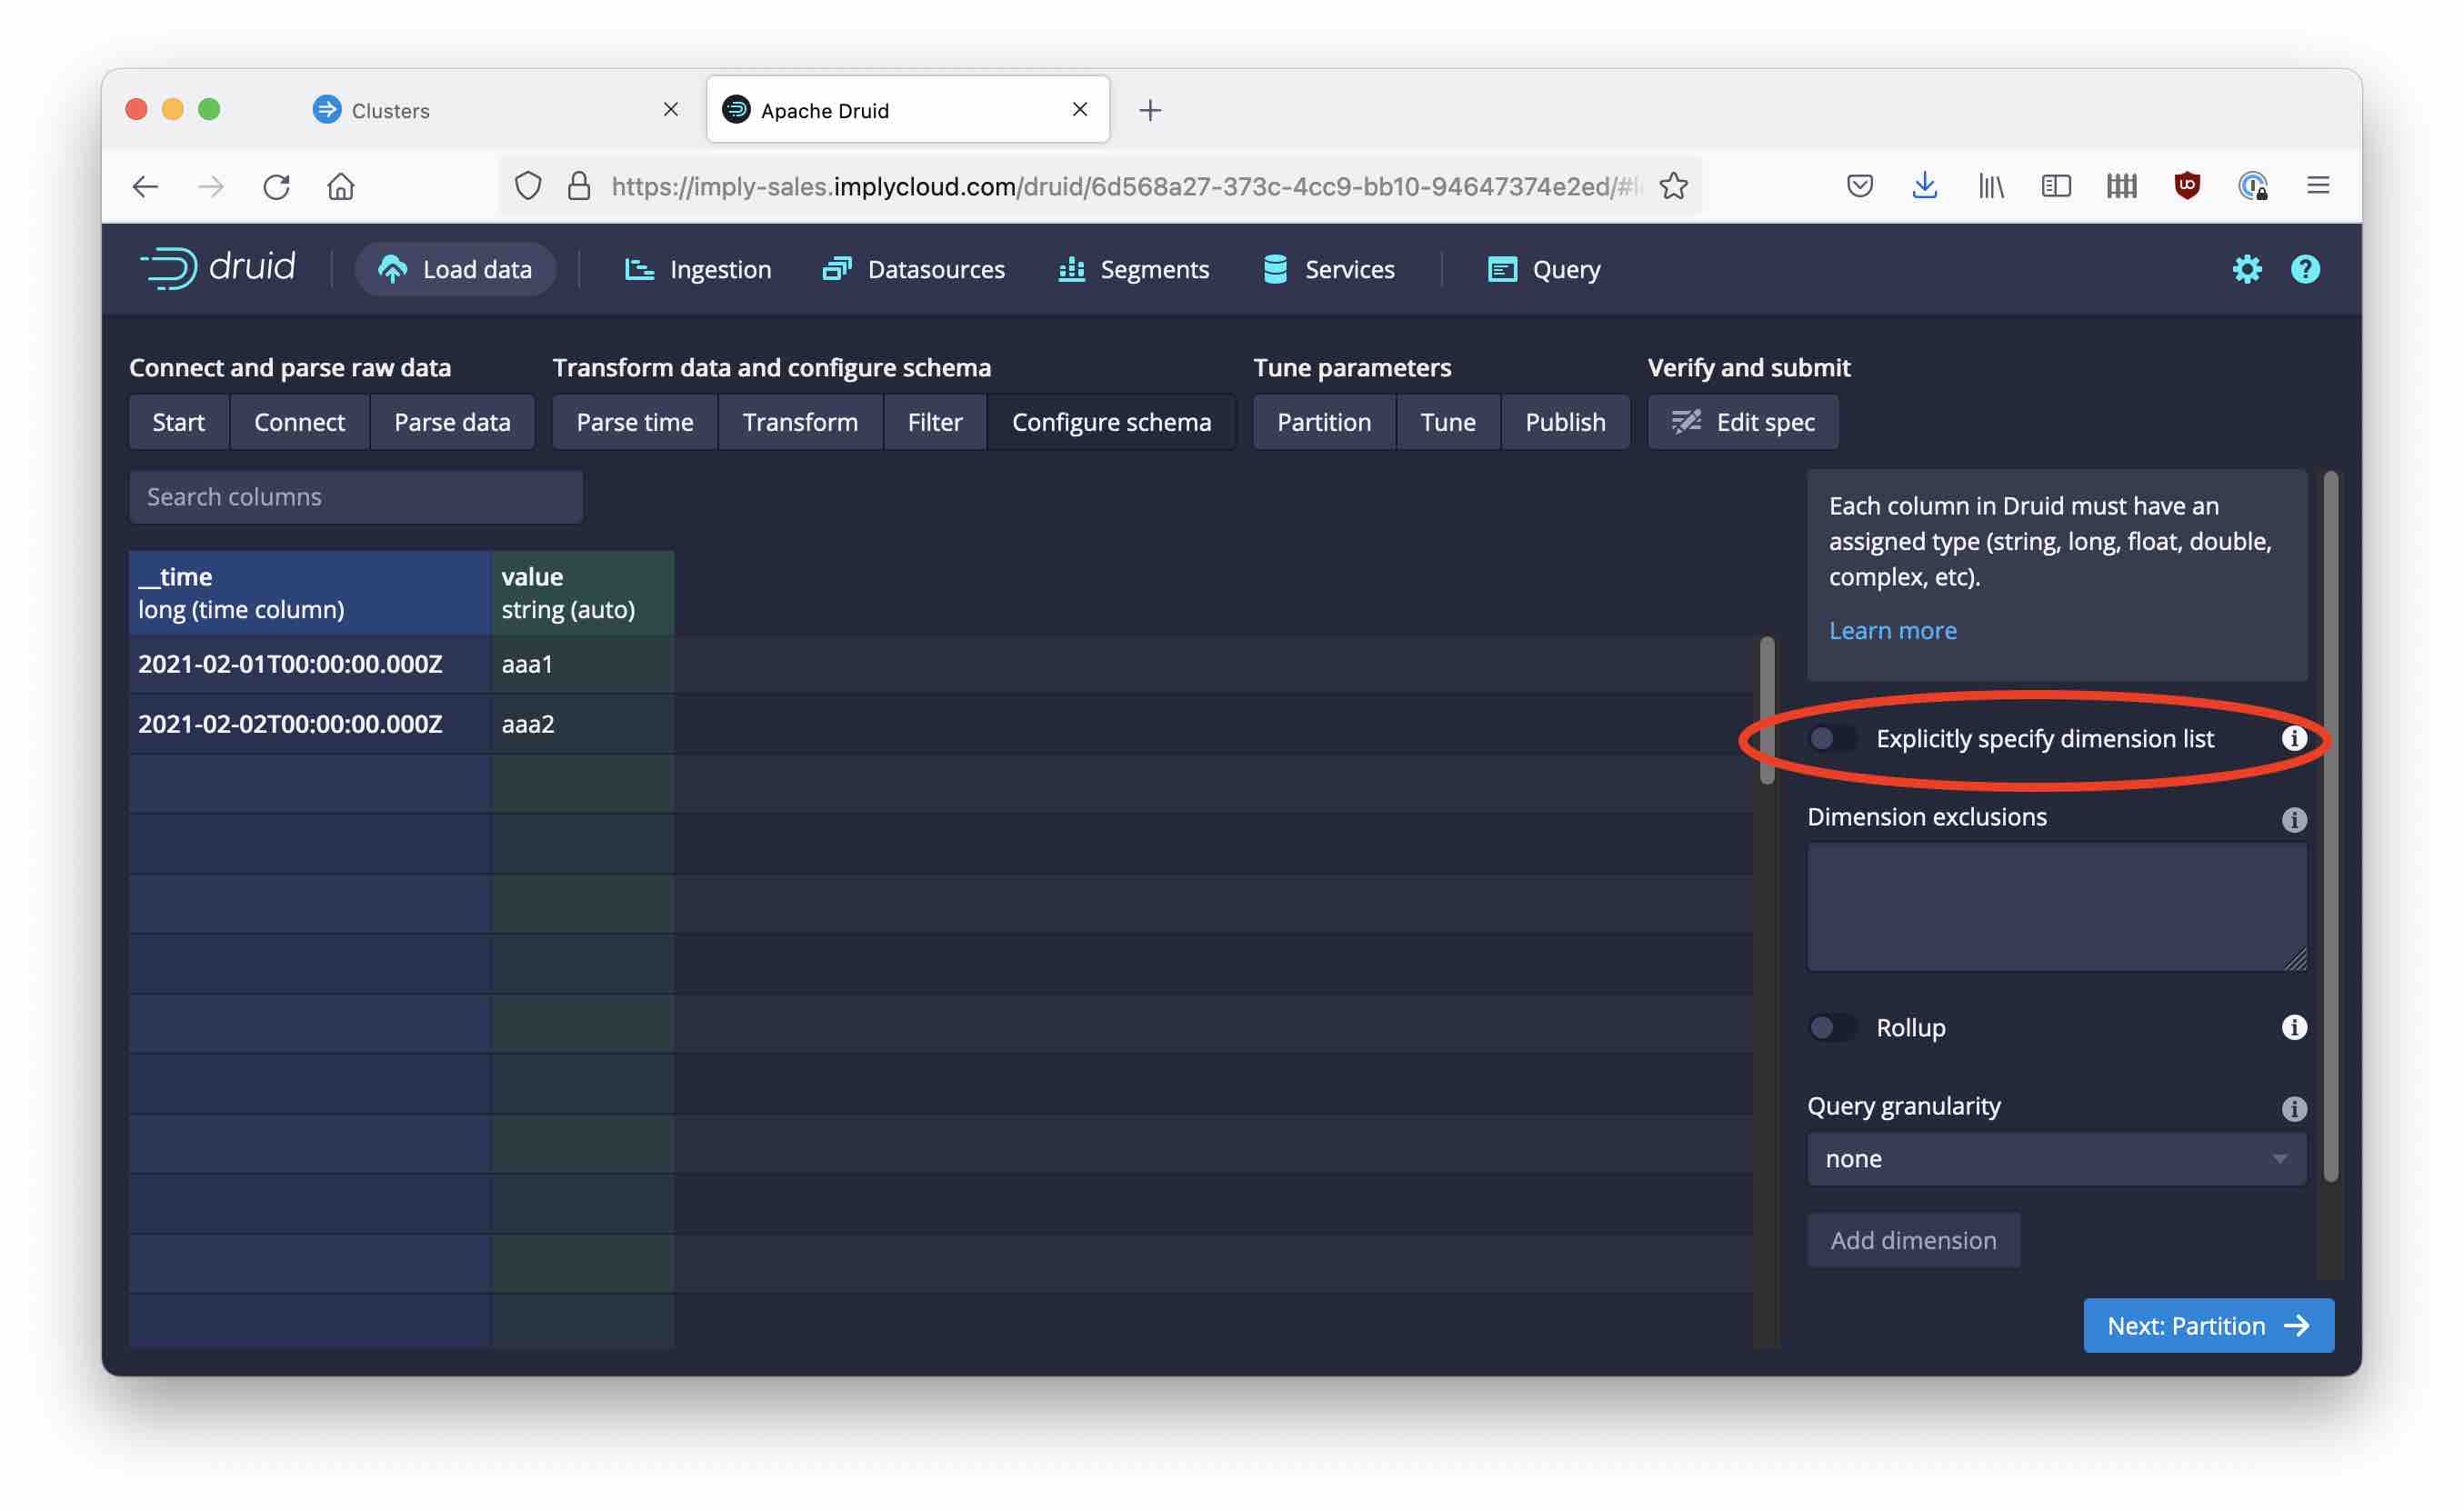 Clusters
Apache Druid
https://imply-sales.implycloud.com/druid/6d568a27-373c-4cc9-bb10-94647374e2ed/#l
druid
Load data
Ingestion
Datasources
Segments
Services
Query
Connect and parse raw data
Transform data and configure schema
Tune parameters
Verify and submit
Start
Connect
Parse data
Parse time
Transform
Filter
Configure schema
Partition
Tune
Publish
Edit spec
Search columns
__time
long (time column)
value
string (auto)
2021-02-01T00:00:00.000Z
aaa1
2021-02-02T00:00:00.000Z
aaa2
Each column in Druid must have an
assigned type (string, long, float, double,
complex, etc).
Learn more
Explicitly specify dimension list
Dimension exclusions
Rollup
Query granularity
none
Add dimension
Next: Partition